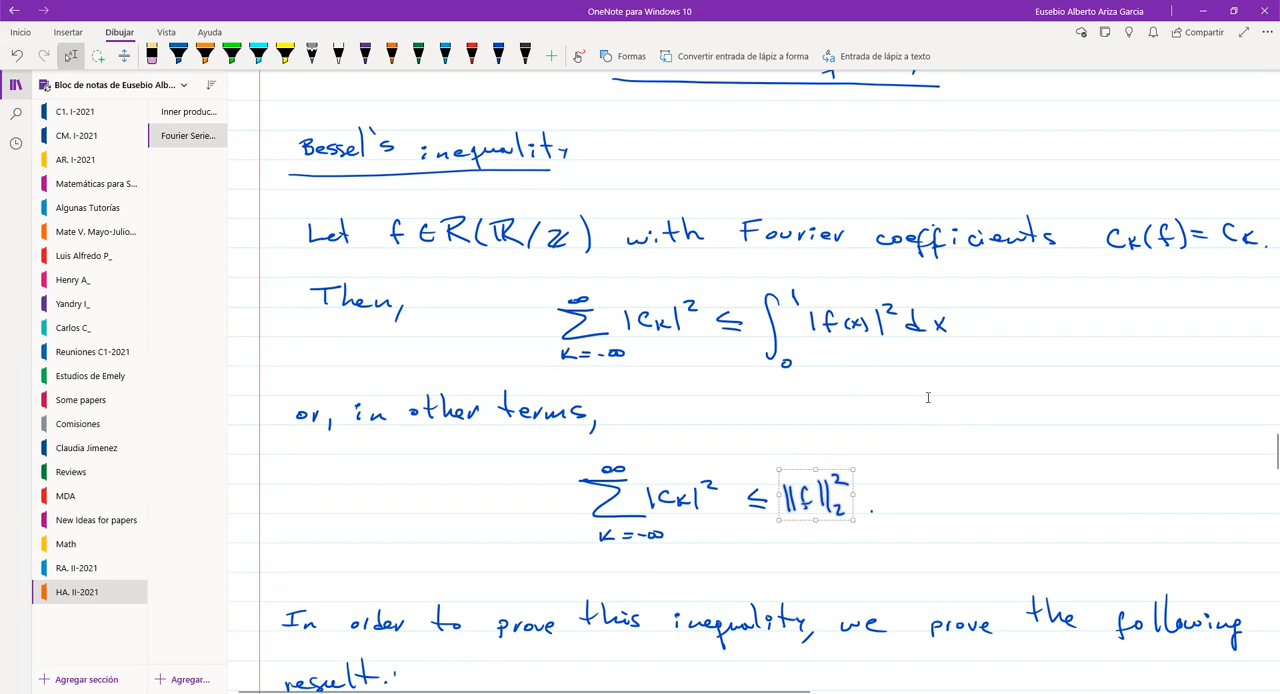 OneNote para Windows 10
Eusebio Alberto Ariza Garcia
Inicio
Insertar
Dibujar
Vista
Ayuda
Compartir
Formas
Convertir entrada de lápiz a forma
Entrada de lápiz a texto
Bloc de notas de Eusebio Alb...
C1. I-2021
CM. I-2021
AR. I-2021
Matemáticas para S...
Algunas Tutorías
Mate V. Mayo-Julio...
Luis Alfredo P_
Henry A_
Yandry I_
Carlos C_
Reuniones C1-2021
Estudios de Emely
Some papers
Comisiones
Claudia Jimenez
Reviews
MDA
New Ideas for papers
Math
RA. II-2021
HA. II-2021
Agregar sección
Inner produc...
Fourier Serie...
Agregar...
Bessel's inequality
Let f ∈ R(ℝ/ℤ) with Fourier coefficients C_K(f) = C_K.
Then, ∑_{K=-∞}^{∞} |C_K|² ≤ ∫_0^1 |f(x)|² dx
or, in other terms,
∑_{K=-∞}^{∞} |C_K|² ≤ ||f||_2^2.
In order to prove this inequality, we prove the following
result: